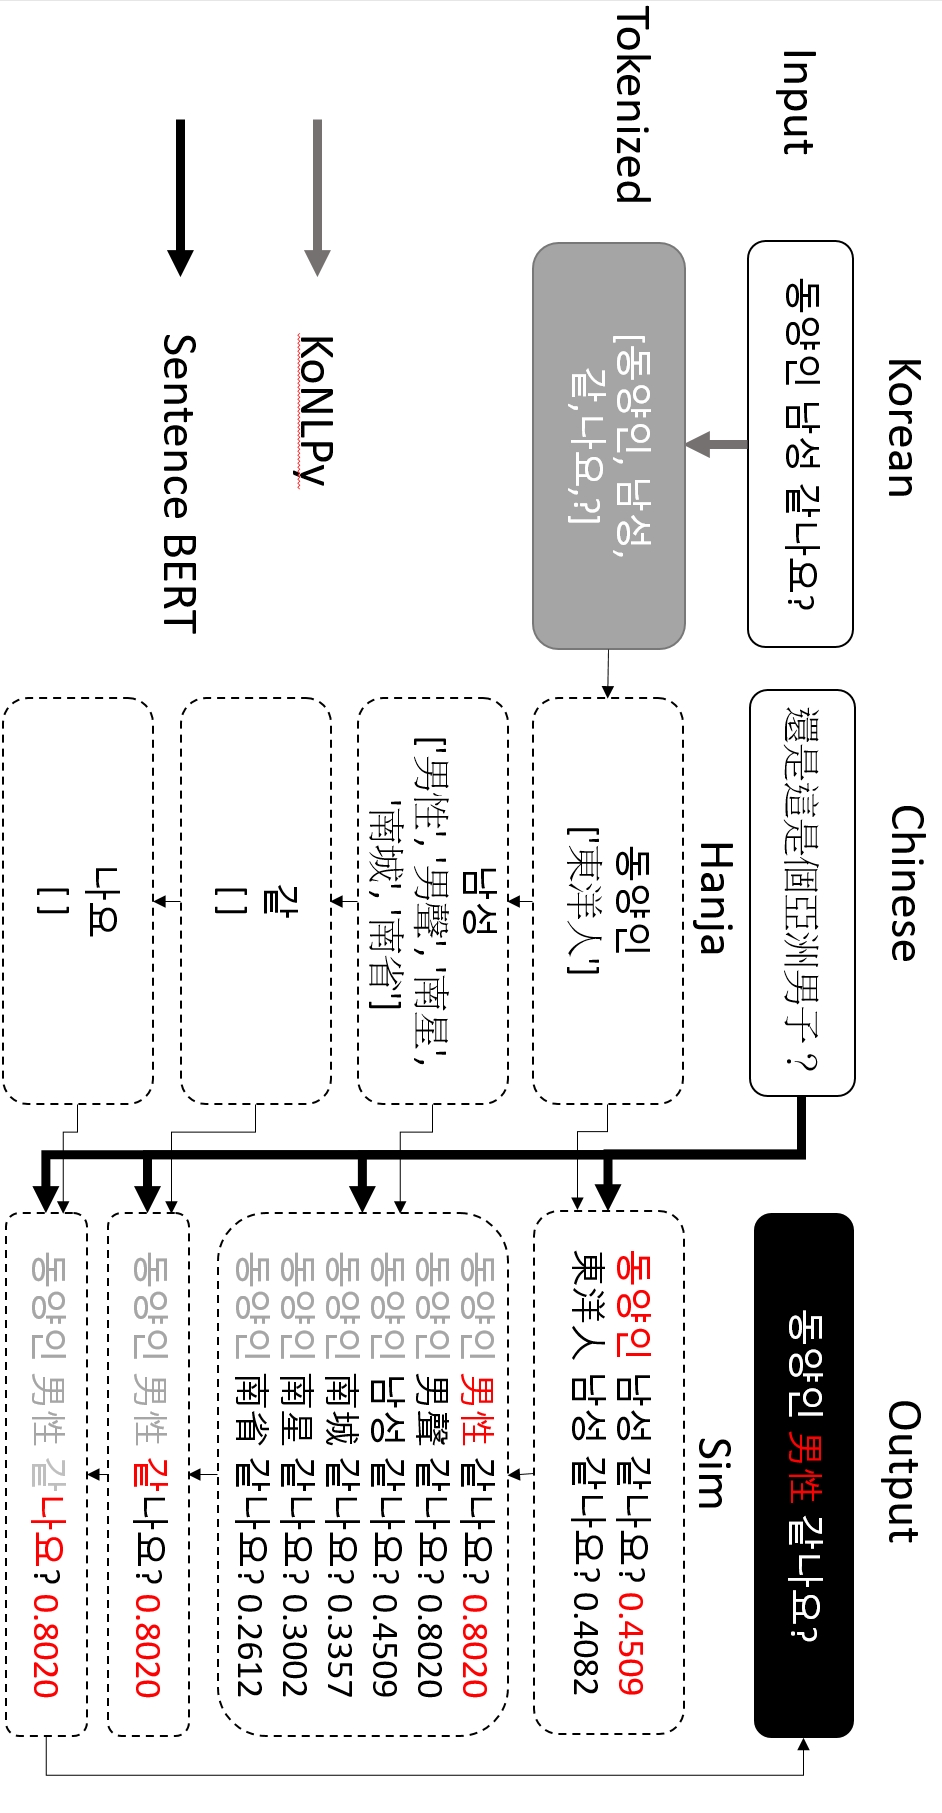 Korean
Chinese
Output
Input
동양인 남성 같나요?
還是這是個亞洲男子？
동양인 男性 같나요?
Hanja
Sim
Tokenized
[동양인, 남성,
같,나요,?]
동양인
['東洋人']
동양인 남성 같나요? 0.4509
東洋人 남성 같나요? 0.4082
남성
['男性', '男聲', '南星',
'南城', '南省']
동양인 男性 같나요? 0.8020
동양인 男聲 같나요? 0.8020
동양인 남성 같나요? 0.4509
동양인 南城 같나요? 0.3357
동양인 南星 같나요? 0.3002
동양인 南省 같나요? 0.2612
KoNLPy
같
[ ]
동양인 男性 같나요? 0.8020
Sentence BERT
나요
[ ]
동양인 男性 같나요? 0.8020